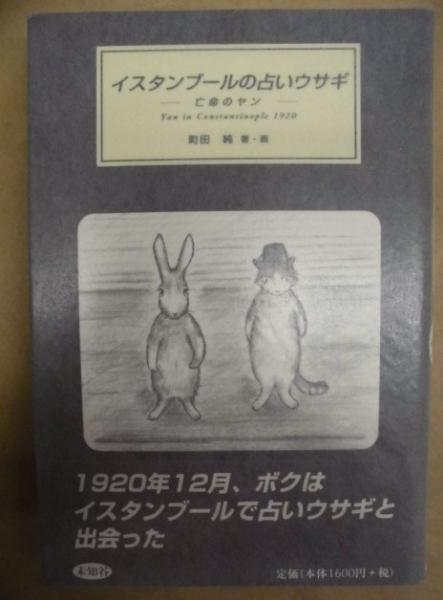 イスタンブールの占いウサギ
亡命のヤン
Yan in Constantinople 1920
町田 純 著・画
1920年12月、ボクは
イスタンブールで占いウサギと
出会った
未知谷
定価(本体1600円+税)